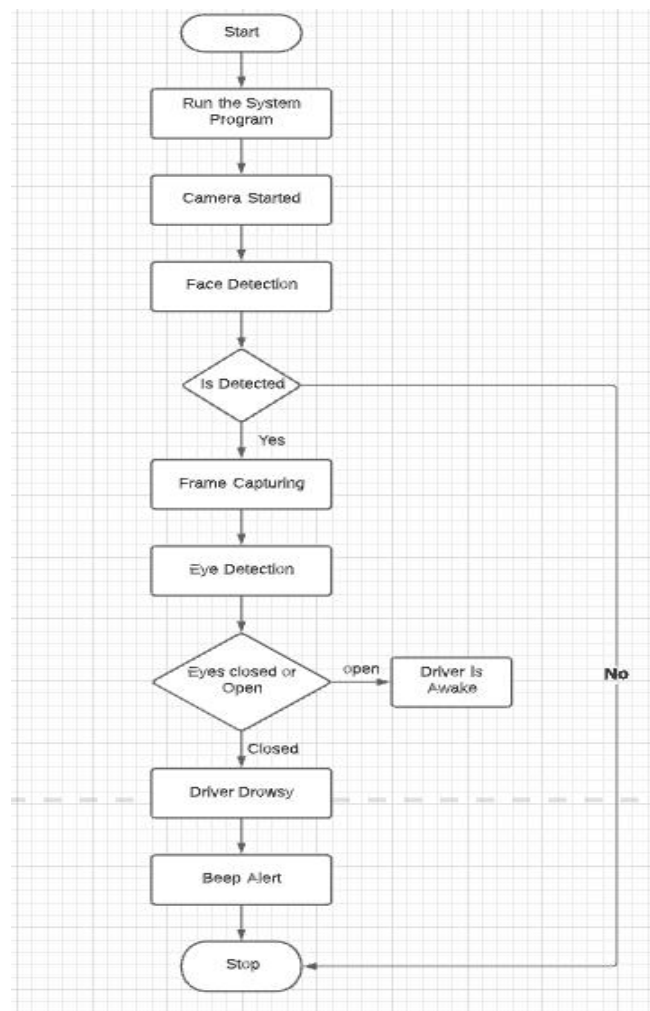 Start
Run the System
Program
Camera Started
Face Detection
Is Detected
Yes
Frame Capturing
Eye Detection
Eyes closed or
Open
open
Driver Is
Awake
No
Closed
Driver Drowsy
Beep Alert
Stop